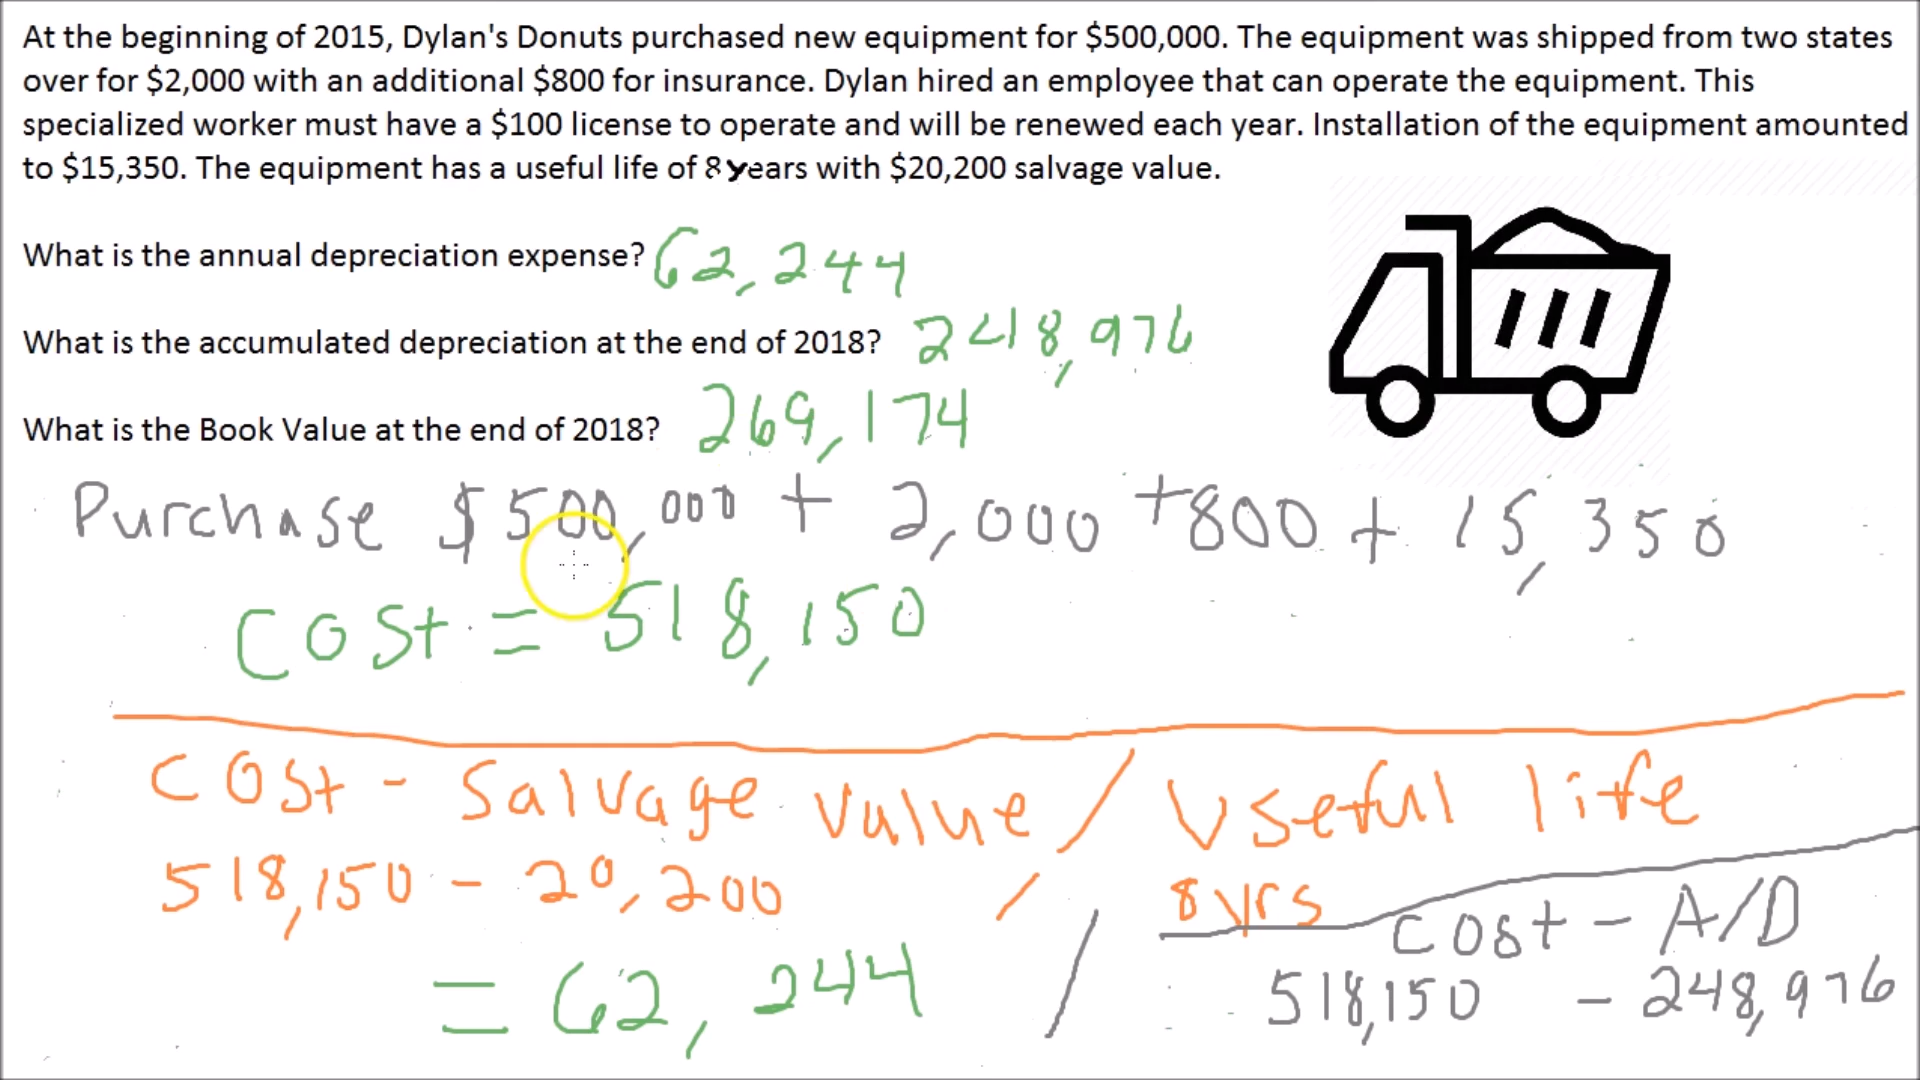 At the beginning of 2015, Dylan's Donuts purchased new equipment for $500,000. The equipment was shipped from two states
over for $2,000 with an additional $800 for insurance. Dylan hired an employee that can operate the equipment. This
specialized worker must have a $100 license to operate and will be renewed each year. Installation of the equipment amounted
to $15,350. The equipment has a useful life of 8 years with $20,200 salvage value.
What is the annual depreciation expense? 62,244
What is the accumulated depreciation at the end of 2018? 248,976
What is the Book Value at the end of 2018? 269,174
Purchase $500,000 + 2,000 +800 + 15,350
Cost = 518,150
Cost - Salvage Value / Useful life
518,150 - 20,200 / 8 yrs
Cost - A/D
= 62,244 / 518,150 - 248,976